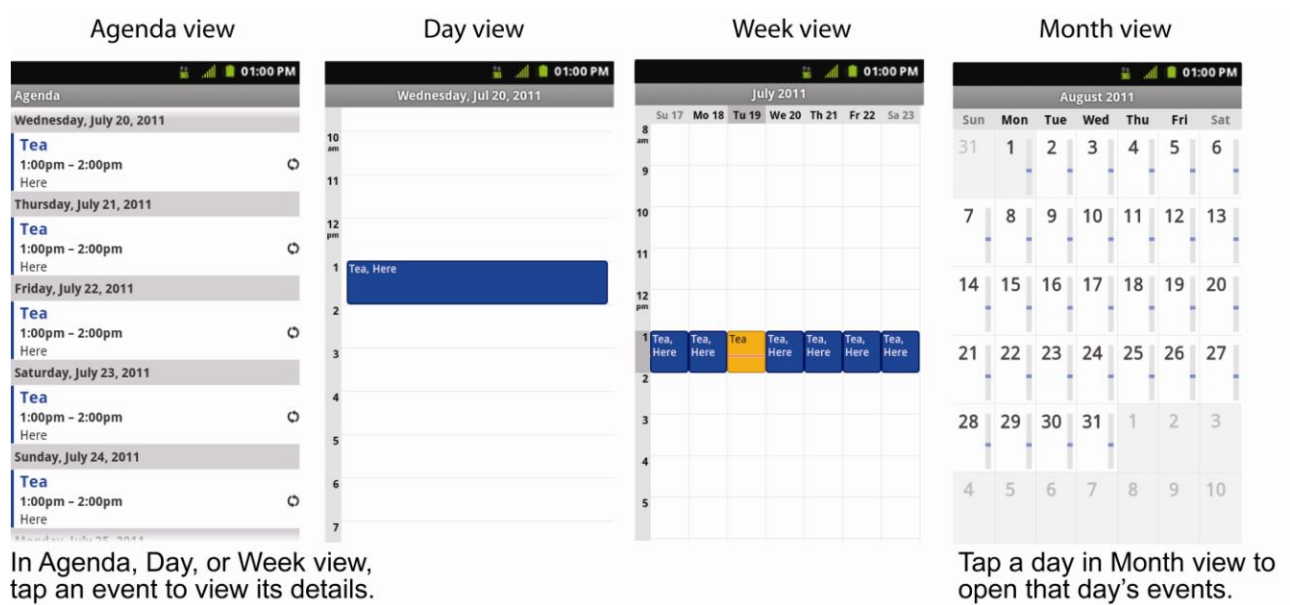 Agenda view
01:00 PM
Agenda
Wednesday, July 20, 2011
Tea
1:00pm – 2:00pm
Here
Thursday, July 21, 2011
Tea
1:00pm – 2:00pm
Here
Friday, July 22, 2011
Tea
1:00pm – 2:00pm
Here
Saturday, July 23, 2011
Tea
1:00pm – 2:00pm
Here
Sunday, July 24, 2011
Tea
1:00pm – 2:00pm
Here
Monday, July 25, 2011
In Agenda, Day, or Week view,
tap an event to view its details.
Day view
01:00 PM
Wednesday, Jul 20, 2011
10
am
11
12
pm
1 Tea, Here
2
3
4
5
6
7
Week view
01:00 PM
July 2011
Su 17 Mo 18 Tu 19 We 20 Th 21 Fr 22 Sa 23
8
am
9
10
11
12
pm
1 Tea, Tea, Tea Tea, Tea, Tea, Tea,
Here Here Here Here Here Here
2
3
4
5
Month view
01:00 PM
August 2011
Sun Mon Tue Wed Thu Fri Sat
31 1 2 3 4 5 6
7 8 9 10 11 12 13
14 15 16 17 18 19 20
21 22 23 24 25 26 27
28 29 30 31 1 2 3
4 5 6 7 8 9 10
Tap a day in Month view to
open that day's events.